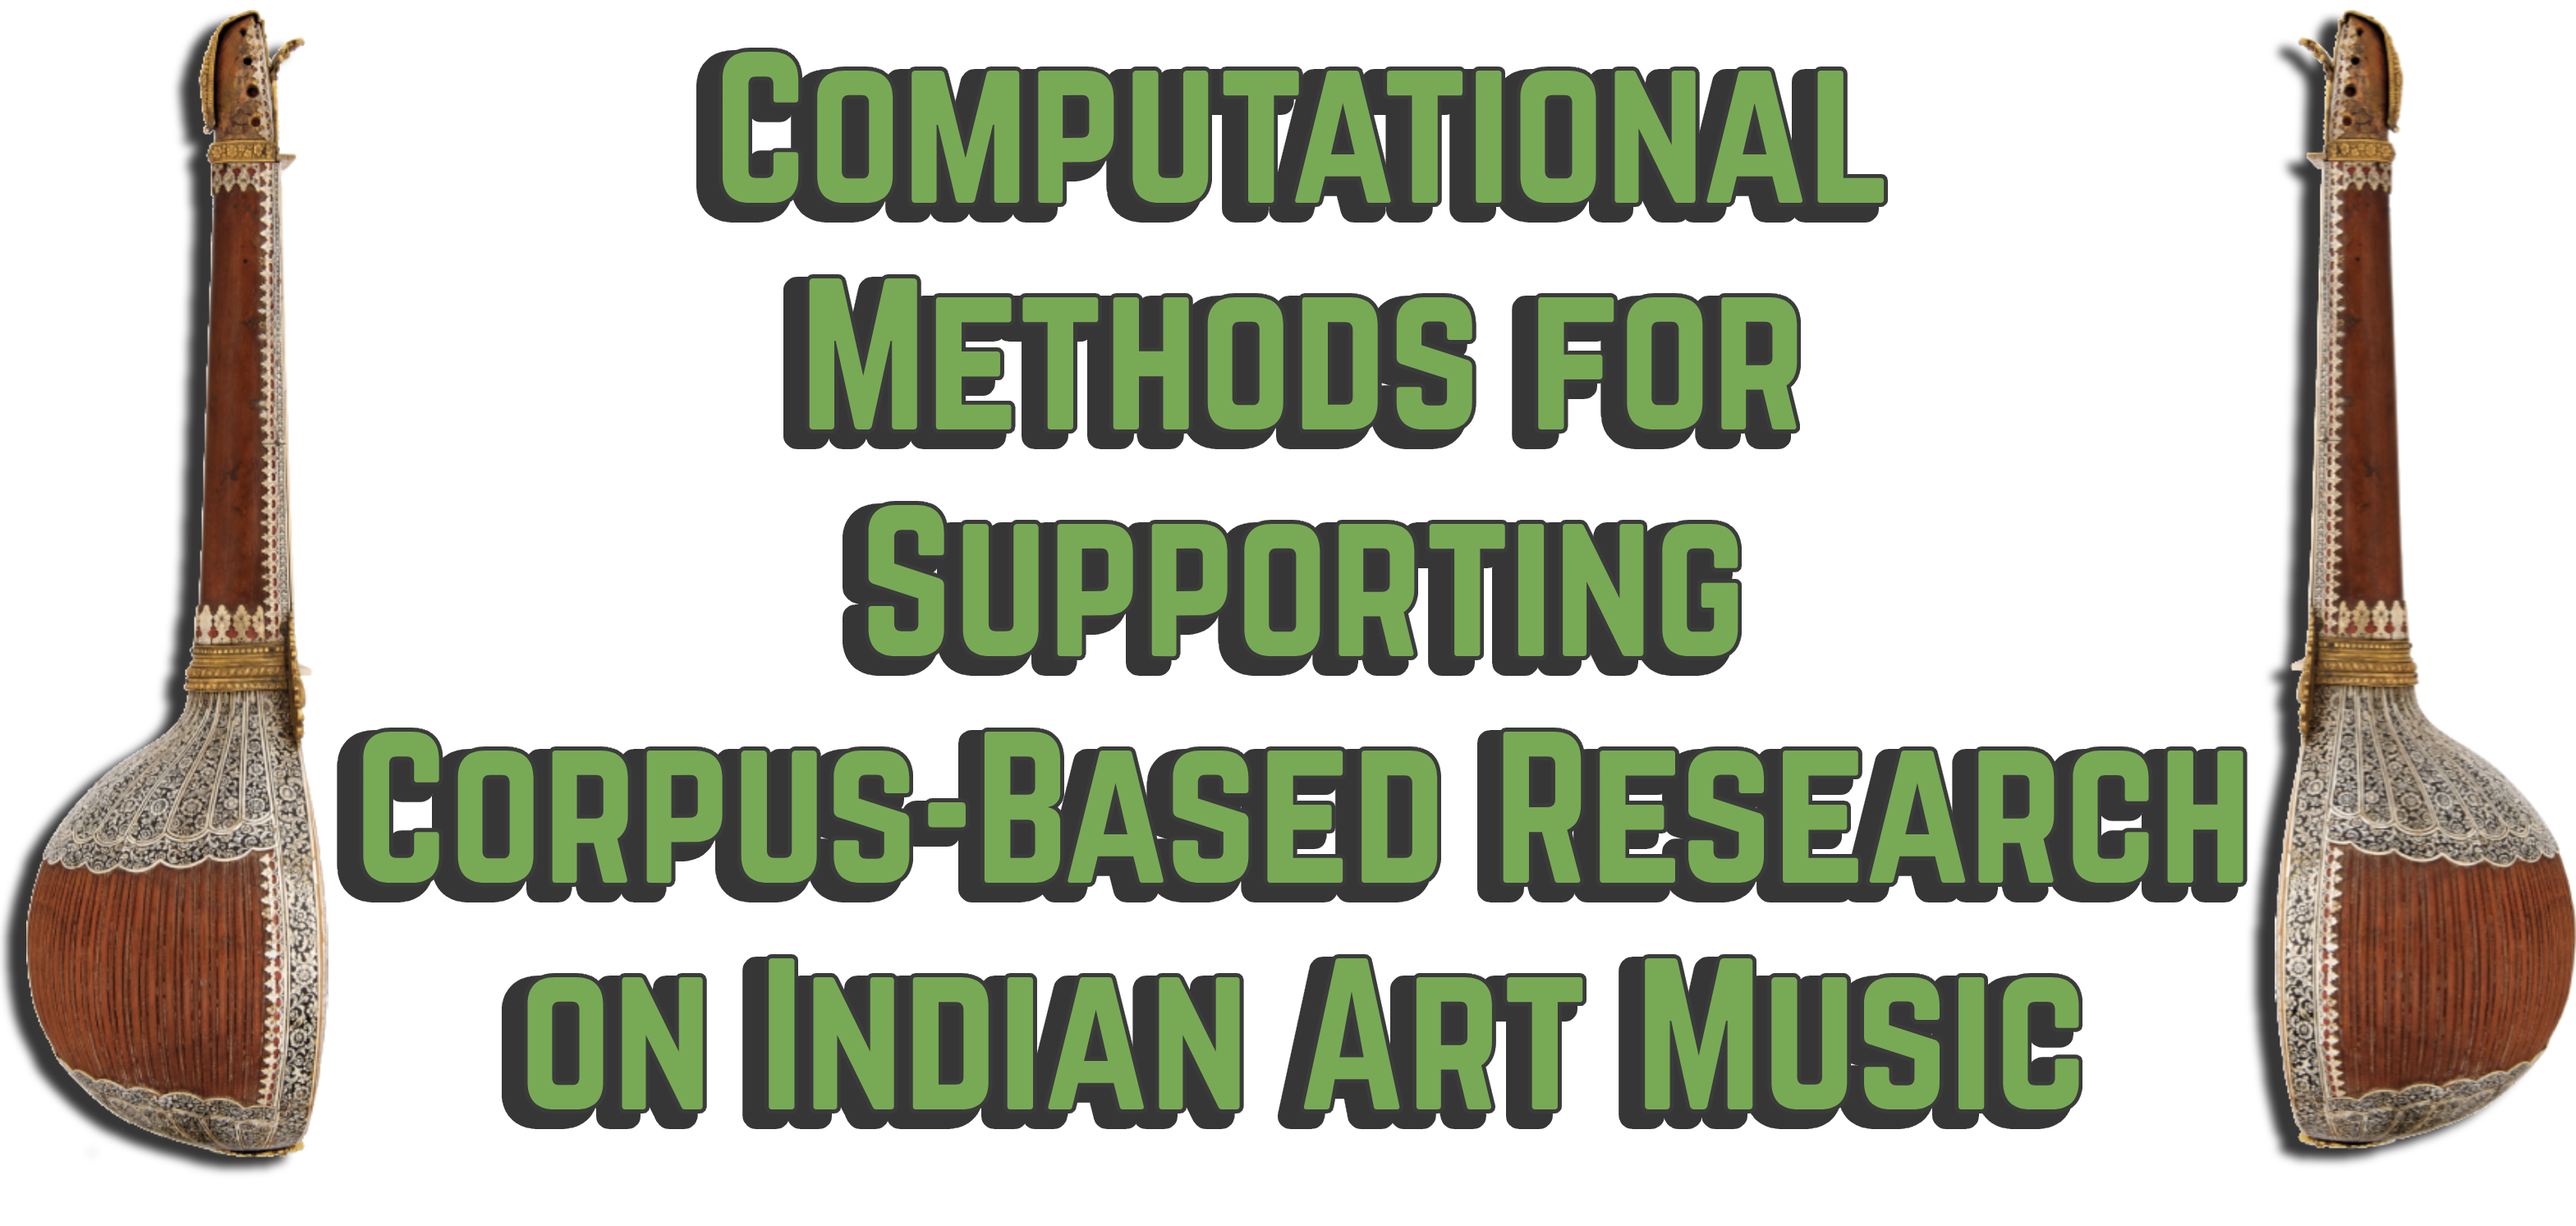 Computational
Methods for
Supporting
Corpus-Based Research
on Indian Art Music